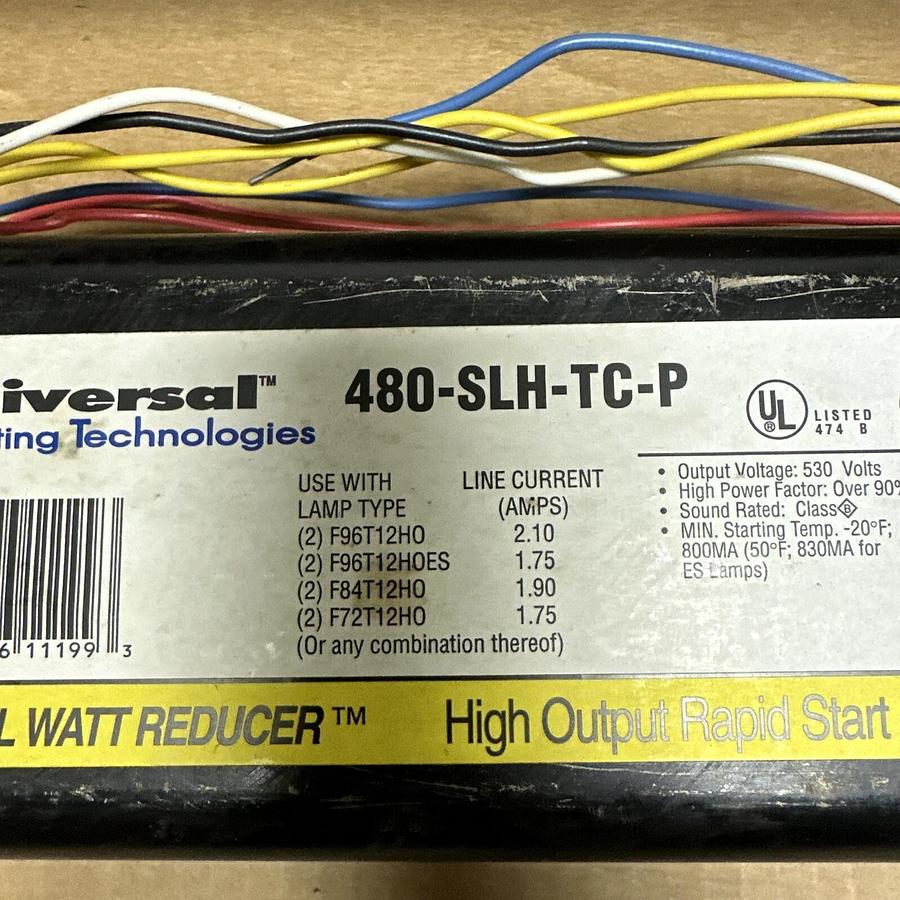 iversal™
ting Technologies
480-SLH-TC-P
UL
®
LISTED
474 B
USE WITH LAMP TYPE
LINE CURRENT (AMPS)
(2) F96T12HO 2.10
(2) F96T12HOES 1.75
(2) F84T12HO 1.90
(2) F72T12HO 1.75
(Or any combination thereof)
• Output Voltage: 530 Volts
• High Power Factor: Over 90%
• Sound Rated: Class B
• MIN. Starting Temp. -20°F;
800MA (50°F; 830MA for
ES Lamps)
6 11199 3
L WATT REDUCER™
High Output Rapid Start